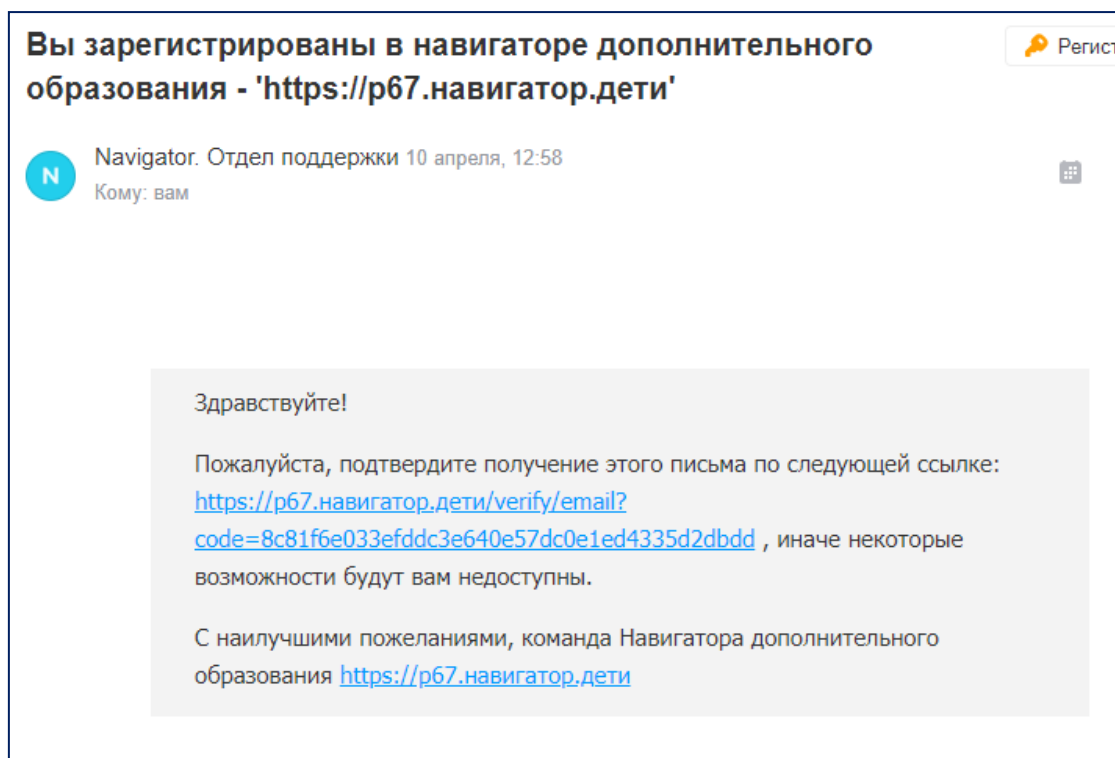 Вы зарегистрированы в навигаторе дополнительного
образования - 'https://р67.навигатор.дети'
Регист
Navigator. Отдел поддержки 10 апреля, 12:58
N
Кому: вам
Здравствуйте!
Пожалуйста, подтвердите получение этого письма по следующей ссылке:
https://р67.навигатор.дети/verify/email?
code=8c81f6e033efddc3e640e57dc0e1ed4335d2dbdd , иначе некоторые
возможности будут вам недоступны.
С наилучшими пожеланиями, команда Навигатора дополнительного
образования https://р67.навигатор.дети